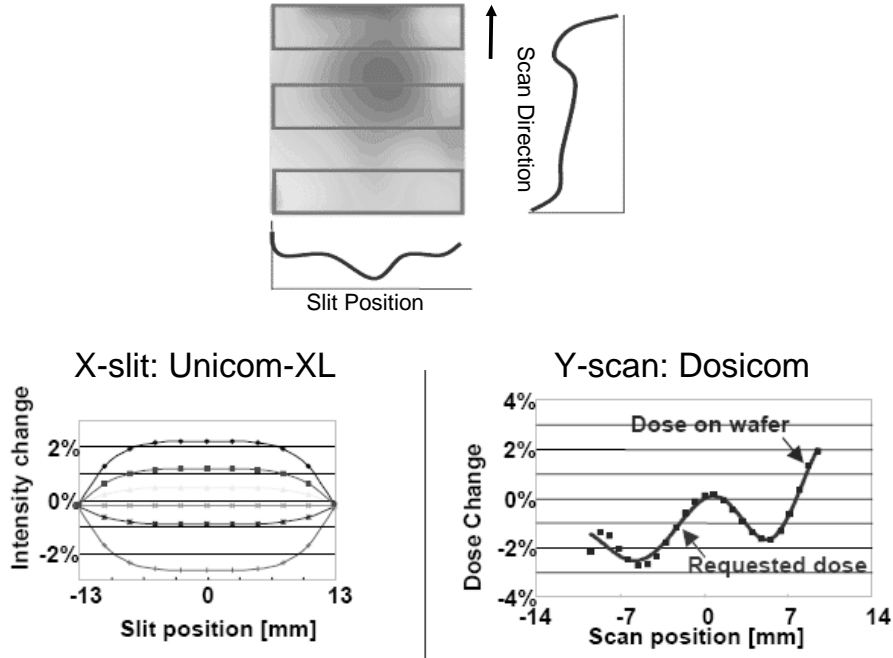 Scan Direction
Slit Position
X-slit: Unicom-XL
Intensity change
2%
0%
-2%
-13
0
13
Slit position [mm]
Y-scan: Dosicom
Dose Change
4%
2%
0%
-2%
-4%
Dose on wafer
Requested dose
-14
-7
0
7
14
Scan position [mm]